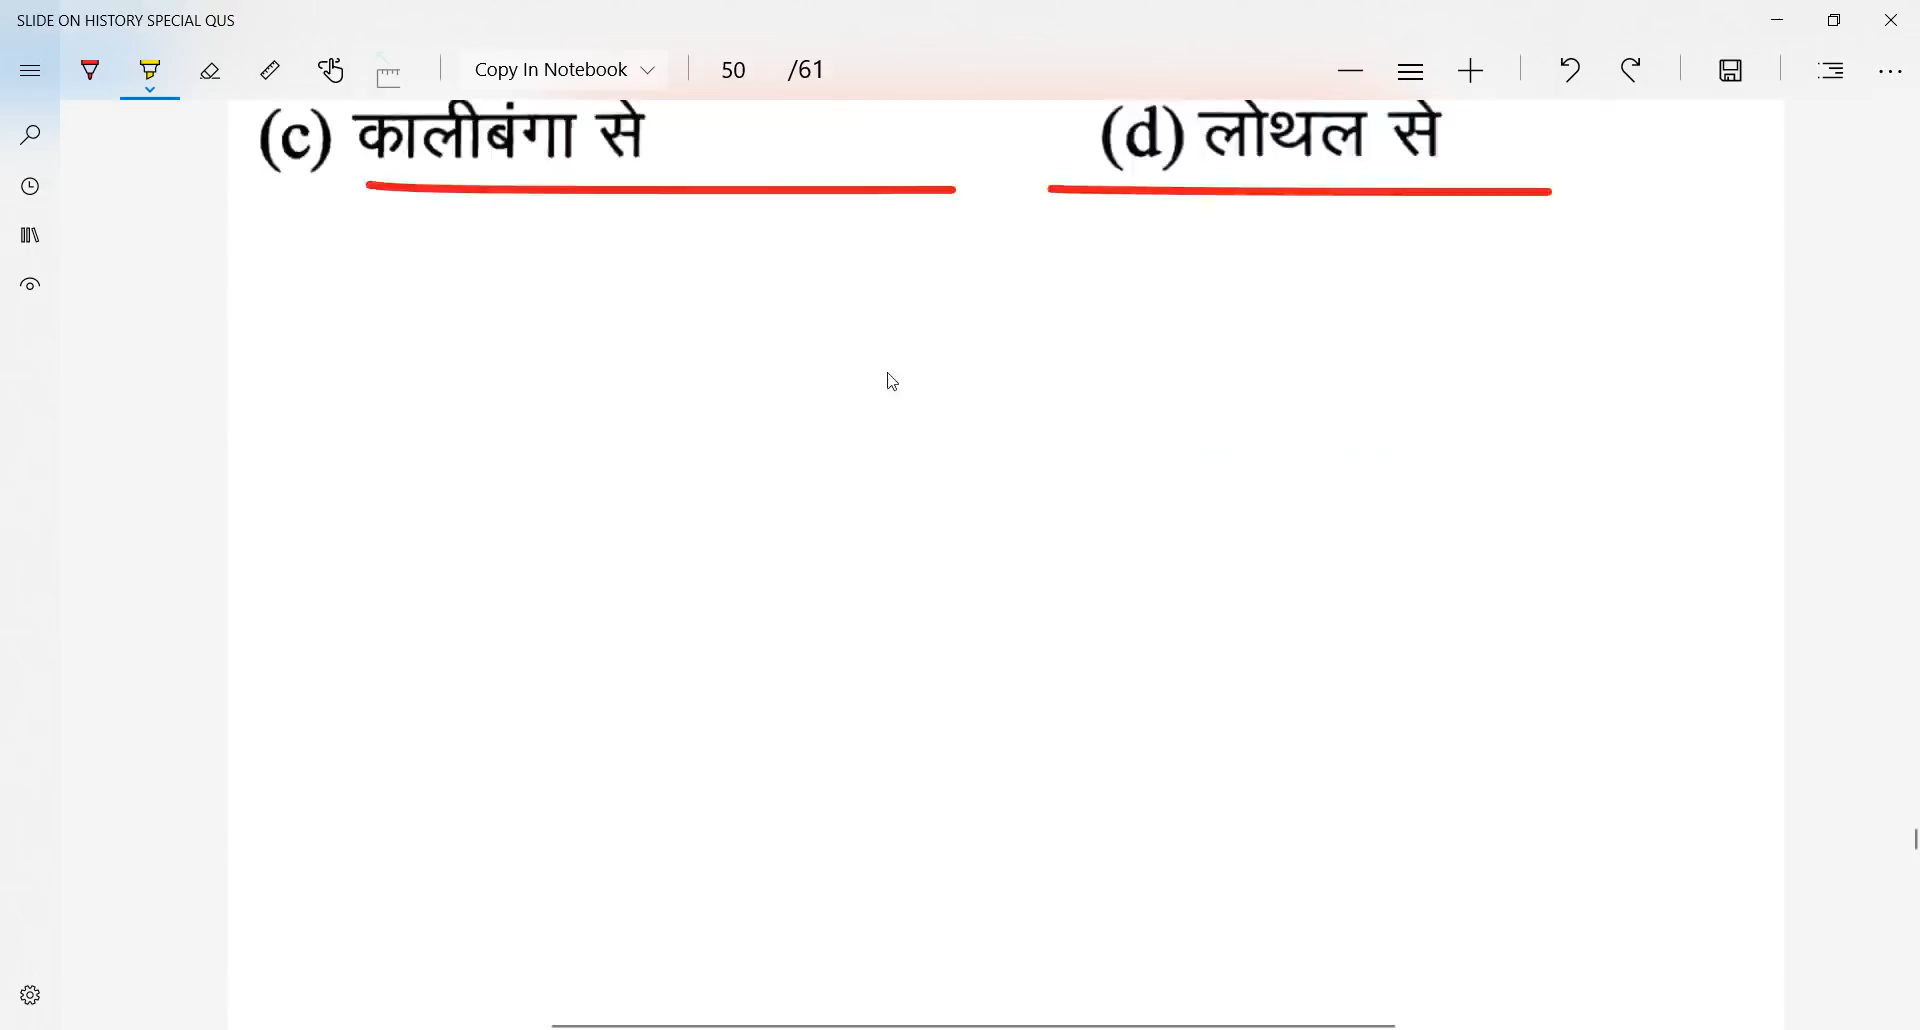 SLIDE ON HISTORY SPECIAL QUS
Copy In Notebook 50 /61
(c) कालीबंगा से (d) लोथल से